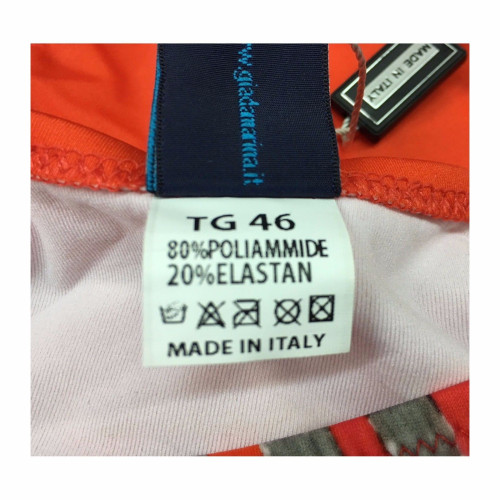 www.giadamarina.it
MADE IN ITALY
TG 46
80%POLIAMMIDE
20%ELASTAN
MADE IN ITALY